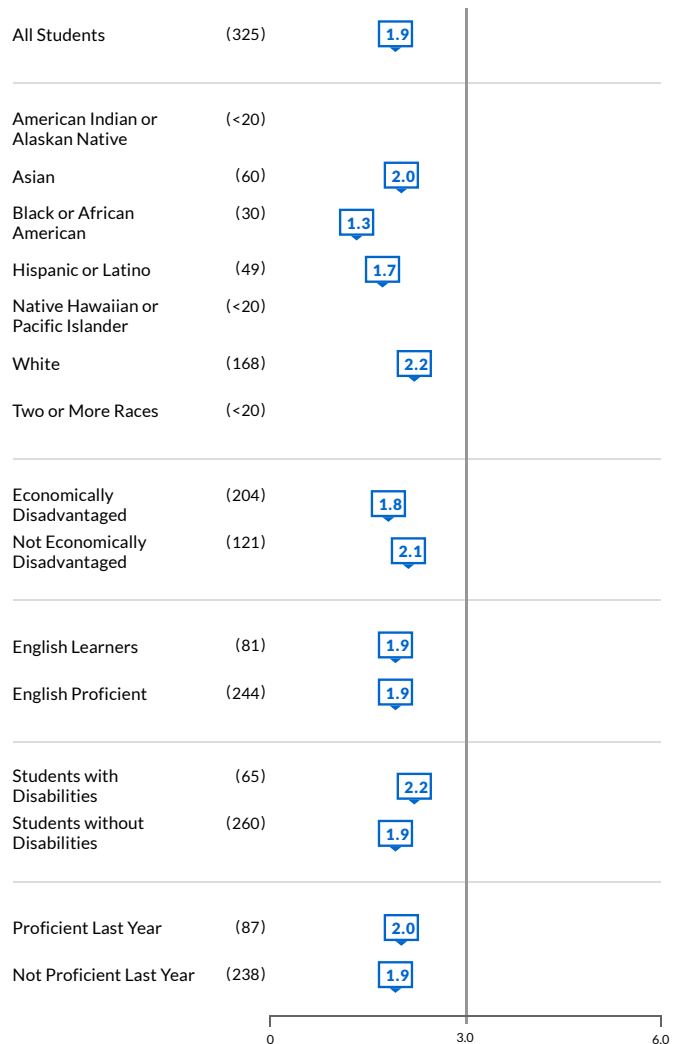 All Students (325) 1.9
American Indian or (<20)
Alaskan Native
Asian (60) 2.0
Black or African (30) 1.3
American
Hispanic or Latino (49) 1.7
Native Hawaiian or (<20)
Pacific Islander
White (168) 2.2
Two or More Races (<20)
Economically (204) 1.8
Disadvantaged
Not Economically (121) 2.1
Disadvantaged
English Learners (81) 1.9
English Proficient (244) 1.9
Students with (65) 2.2
Disabilities
Students without (260) 1.9
Disabilities
Proficient Last Year (87) 2.0
Not Proficient Last Year (238) 1.9
0 3.0 6.0